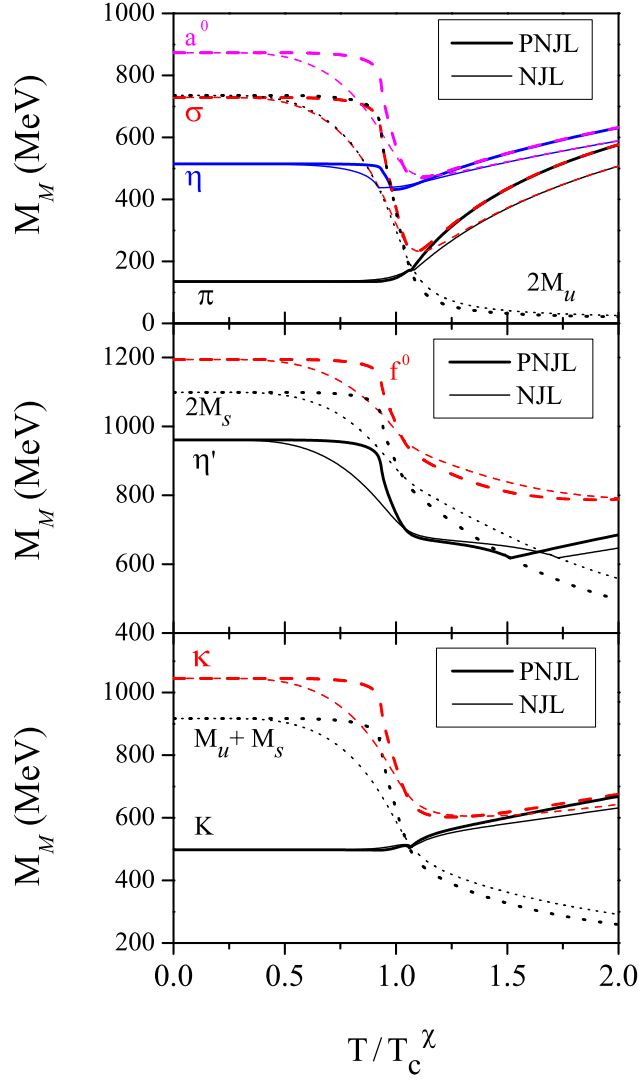 1000
800
600
400
200
0
M_M (MeV)
a⁰
σ
η
π
2M_u
PNJL
NJL
1200
1000
800
600
400
M_M (MeV)
f⁰
2M_s
η'
PNJL
NJL
1000
800
600
400
200
M_M (MeV)
κ
M_u + M_s
K
PNJL
NJL
0.0 0.5 1.0 1.5 2.0
T / T_c^χ